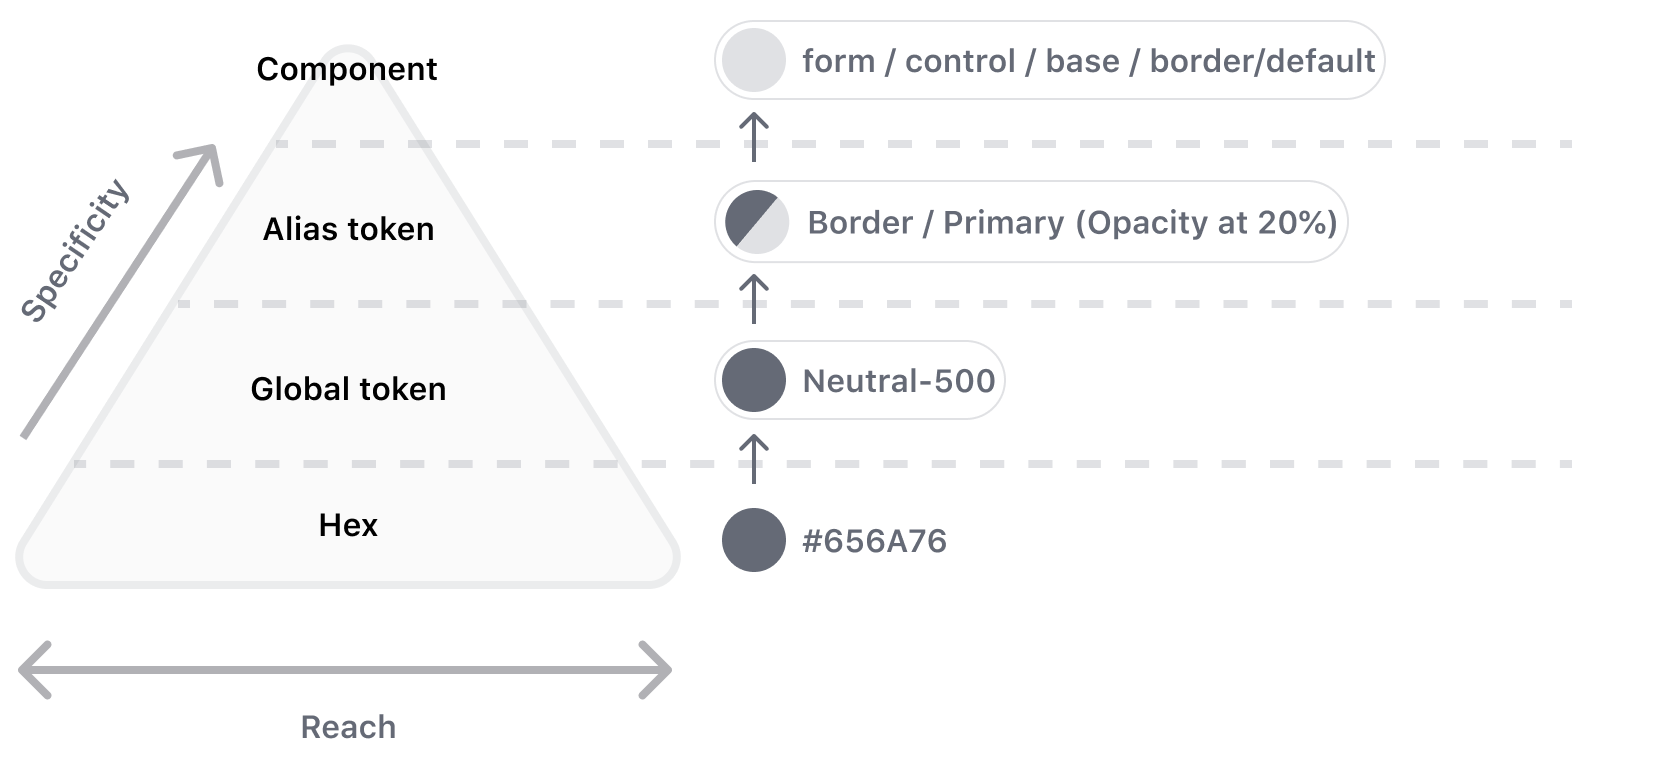 Component
form / control / base / border/default
Specificity
Alias token
Border / Primary (Opacity at 20%)
Global token
Neutral-500
Hex
#656A76
Reach